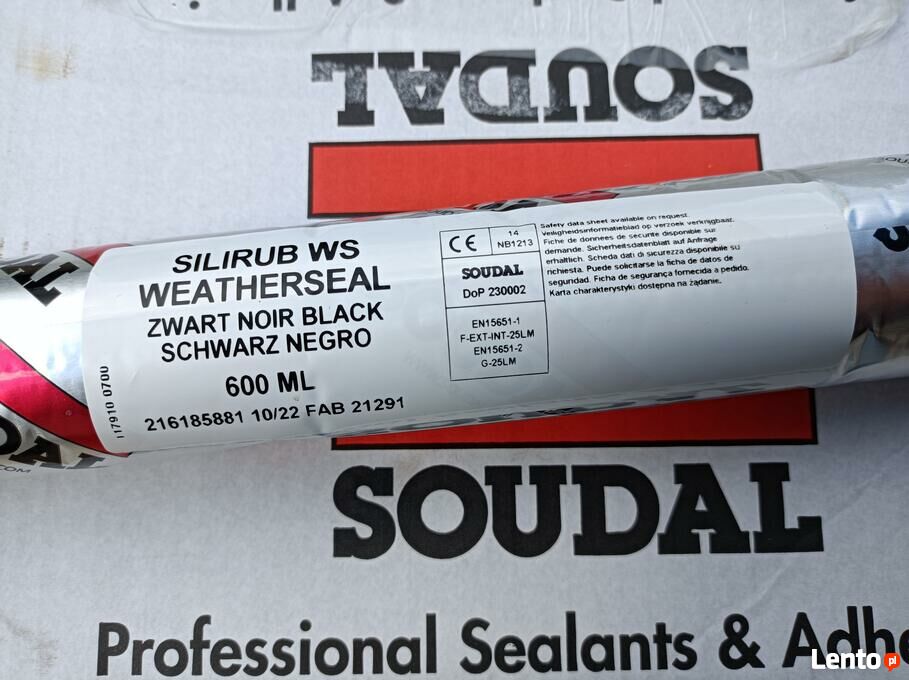 SOUDAL
SILIRUB WS
WEATHERSEAL
ZWART NOIR BLACK
SCHWARZ NEGRO
600 ML
216185881 10/22 FAB 21291
117910 0700
CE
14
NB1213
SOUDAL
DoP 230002
EN15651-1
F-EXT-INT-25LM
EN15651-2
G-25LM
Safety data sheet available on request.
Veiligheidsinformatieblad op verzoek verkrijgbaar.
Fiche de données de sécurité disponible sur
demande. Sicherheitsdatenblatt auf Anfrage
erhaltlich. Scheda dati di sicurezza disponibile su
richiesta. Puede solicitarse la ficha de datos de
seguridad. Ficha de segurança fornecida a pedido.
Karta charakterystyki dostępna na żądanie.
SOUDAL
Professional Sealants & Adhe
Lento.pl